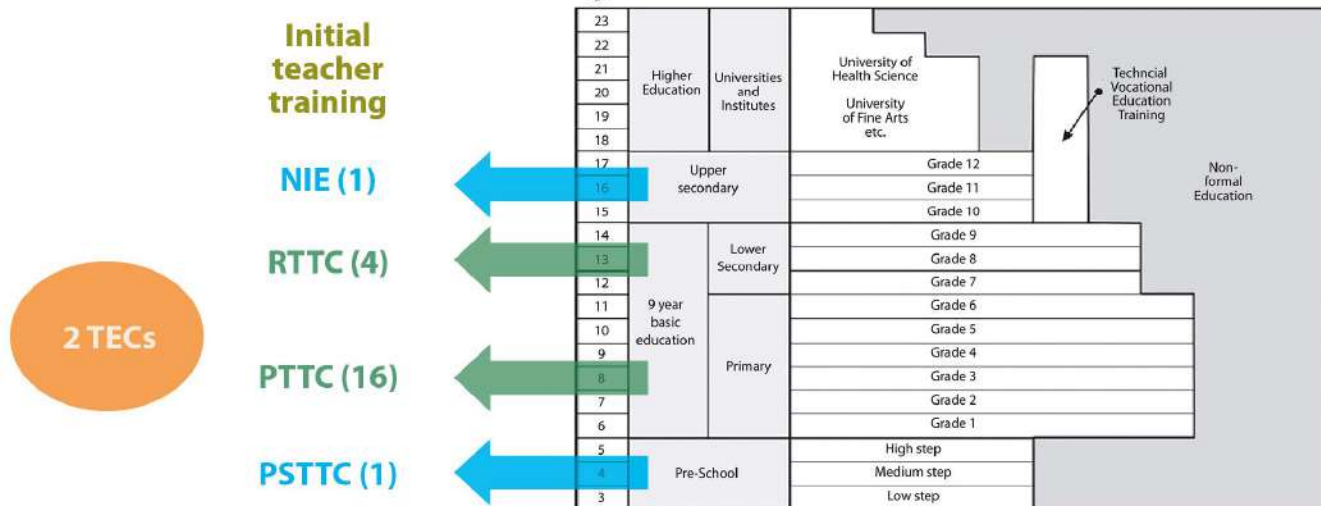 Initial
teacher
training
NIE (1)
RTTC (4)
2 TECs
PTTC (16)
PSTTC (1)
23
22
21
20
19
18
17
16
15
14
13
12
11
10
9
8
7
6
5
4
3
Higher
Education
Universities
and
Institutes
University of
Health Science
University
of Fine Arts
etc.
Techncial
Vocational
Education
Training
Non-
formal
Education
Upper
secondary
Grade 12
Grade 11
Grade 10
9 year
basic
education
Lower
Secondary
Grade 9
Grade 8
Grade 7
Primary
Grade 6
Grade 5
Grade 4
Grade 3
Grade 2
Grade 1
Pre-School
High step
Medium step
Low step